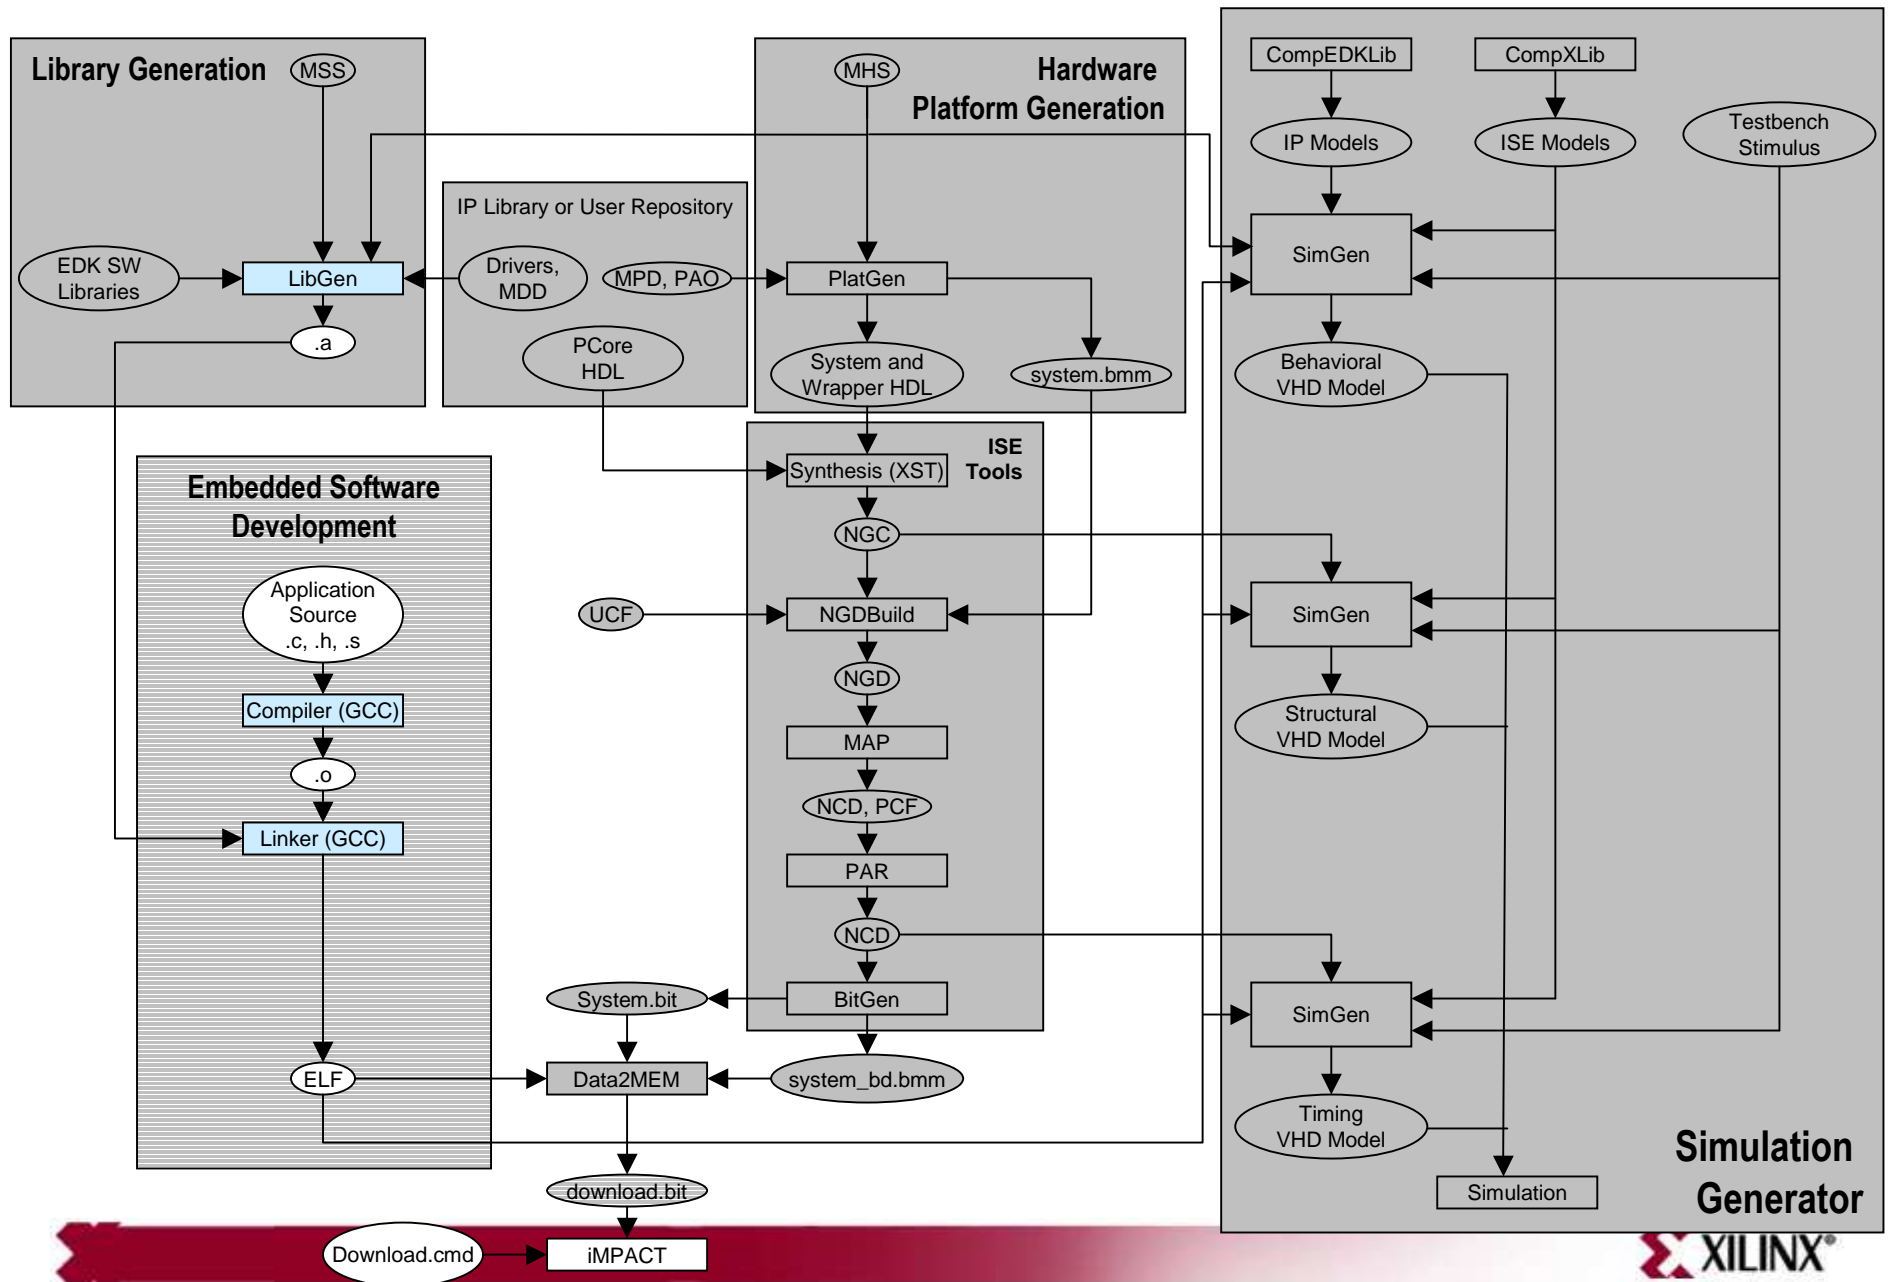 Library Generation
MSS
MHS
Hardware
Platform Generation
CompEDKLib
CompXLib
IP Models
ISE Models
Testbench
Stimulus
IP Library or User Repository
EDK SW
Libraries
LibGen
Drivers,
MDD
MPD, PAO
PlatGen
SimGen
.a
PCore
HDL
System and
Wrapper HDL
system.bmm
Behavioral
VHD Model
ISE
Tools
Synthesis (XST)
Embedded Software
Development
NGC
Application
Source
.c, .h, .s
UCF
NGDBuild
SimGen
NGD
Compiler (GCC)
Structural
VHD Model
MAP
.o
NCD, PCF
Linker (GCC)
PAR
NCD
System.bit
BitGen
SimGen
ELF
Data2MEM
system_bd.bmm
Timing
VHD Model
Simulation
Generator
download.bit
Simulation
Download.cmd
iMPACT
XILINX®